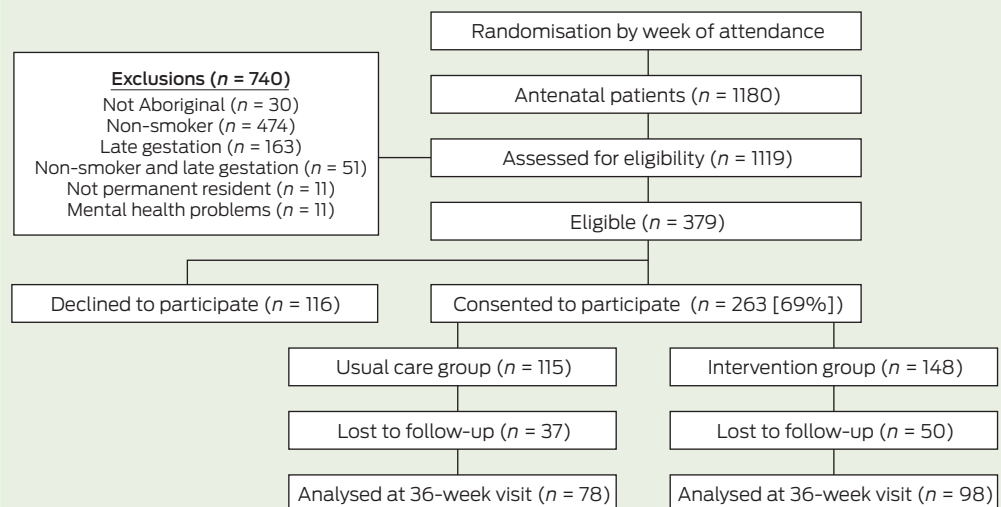 Randomisation by week of attendance
Exclusions (n = 740)
Not Aboriginal (n = 30)
Non-smoker (n = 474)
Late gestation (n = 163)
Non-smoker and late gestation (n = 51)
Not permanent resident (n = 11)
Mental health problems (n = 11)
Antenatal patients (n = 1180)
Assessed for eligibility (n = 1119)
Eligible (n = 379)
Declined to participate (n = 116)
Consented to participate (n = 263 [69%])
Usual care group (n = 115)
Intervention group (n = 148)
Lost to follow-up (n = 37)
Lost to follow-up (n = 50)
Analysed at 36-week visit (n = 78)
Analysed at 36-week visit (n = 98)